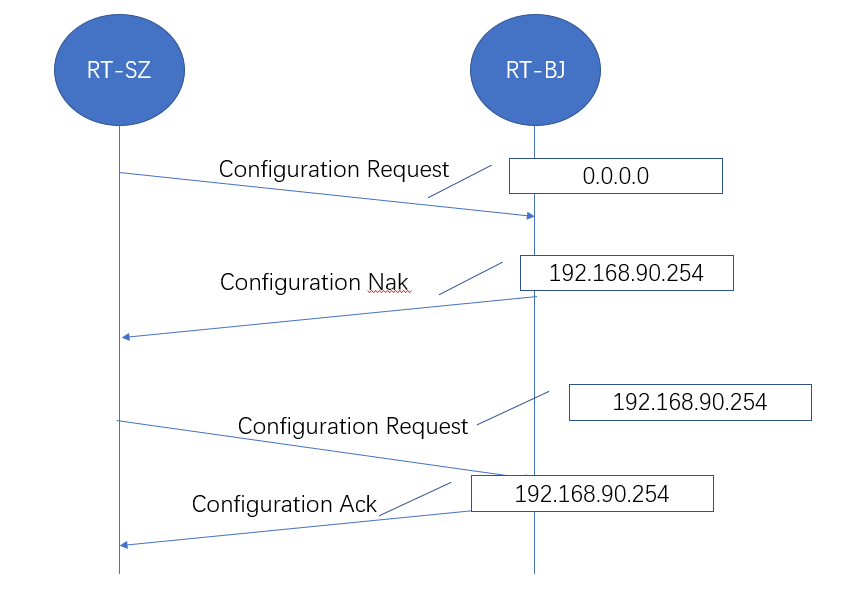 RT-SZ
RT-BJ
Configuration Request
0.0.0.0
Configuration Nak
192.168.90.254
Configuration Request
192.168.90.254
Configuration Ack
192.168.90.254